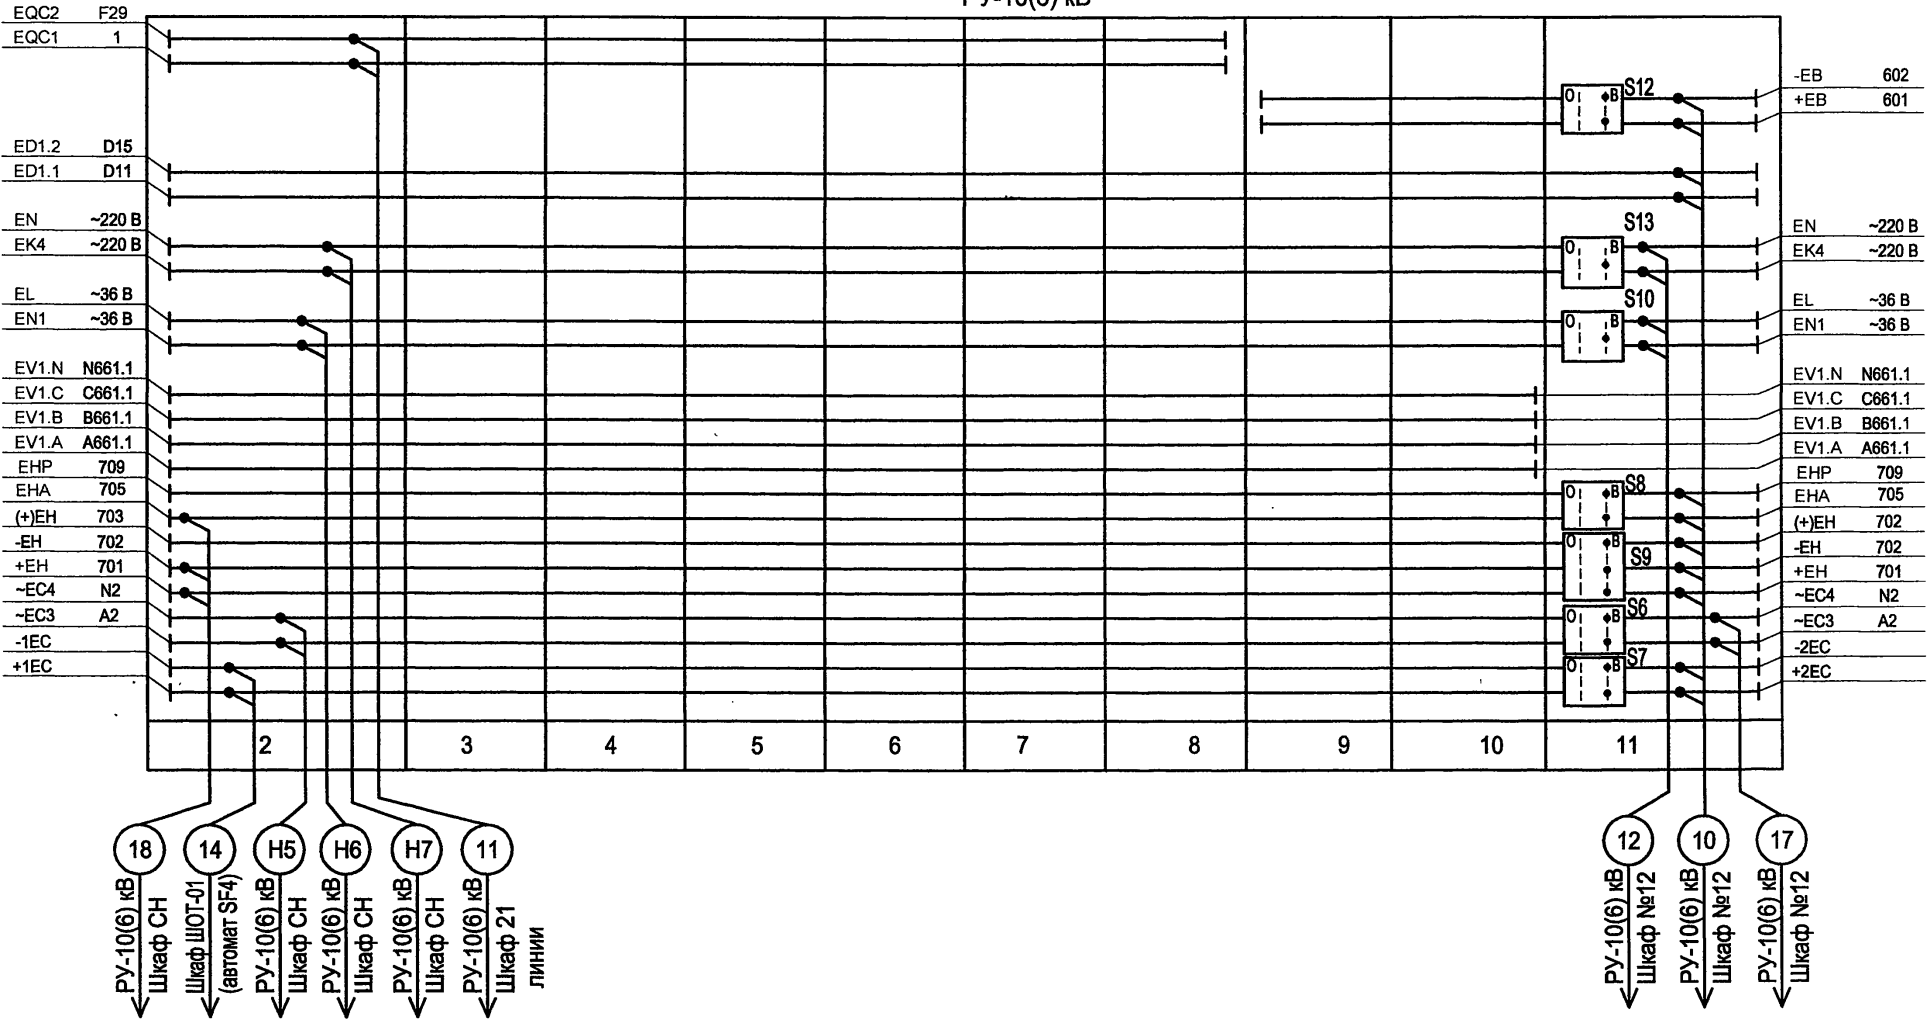 РУ-10(6) кВ
EQC2 F29
EQC1 1
ED1.2 D15
ED1.1 D11
EN ~220 В
EK4 ~220 В
EL ~36 В
EN1 ~36 В
EV1.N N661.1
EV1.C C661.1
EV1.B B661.1
EV1.A A661.1
EHP 709
EHA 705
(+)EH 703
-EH 702
+EH 701
~EC4 N2
~EC3 A2
-1EC
+1EC
S12
O В
S13
O В
S10
O В
S8
O В
S9
O В
S6
O В
S7
O В
-EB 602
+EB 601
EN ~220 В
EK4 ~220 В
EL ~36 В
EN1 ~36 В
EV1.N N661.1
EV1.C C661.1
EV1.B B661.1
EV1.A A661.1
EHP 709
EHA 705
(+)EH 702
-EH 702
+EH 701
~EC4 N2
~EC3 A2
-2EC
+2EC
2 3 4 5 6 7 8 9 10 11
18 14 Н5 Н6 Н7 11 12 10 17
РУ-10(6) кВ
Шкаф СН
Шкаф ШОТ-01
(автомат SF4)
РУ-10(6) кВ
Шкаф СН
РУ-10(6) кВ
Шкаф СН
РУ-10(6) кВ
Шкаф СН
РУ-10(6) кВ
Шкаф 21
линии
РУ-10(6) кВ
Шкаф №12
РУ-10(6) кВ
Шкаф №12
РУ-10(6) кВ
Шкаф №12